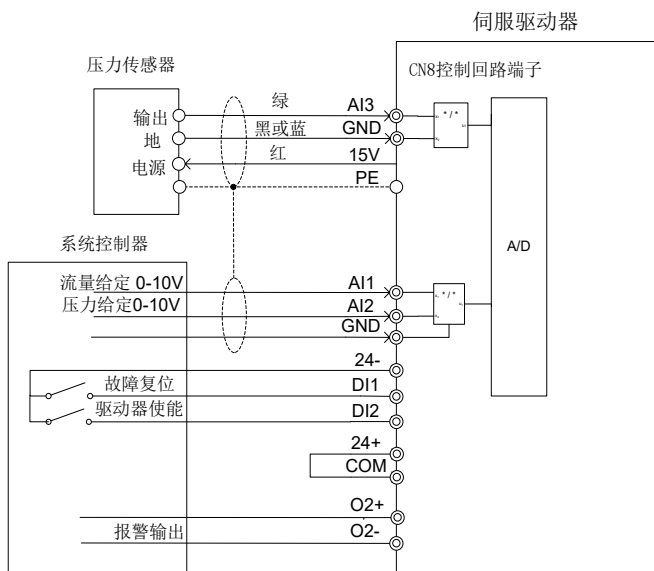 伺服驱动器
压力传感器
CN8控制回路端子
输出
绿
AI3
* / *
地
黑或蓝
GND
电源
红
15V
PE
A/D
系统控制器
流量给定 0-10V
AI1
* / *
压力给定0-10V
AI2
GND
24-
故障复位
DI1
驱动器使能
DI2
24+
COM
O2+
报警输出
O2-